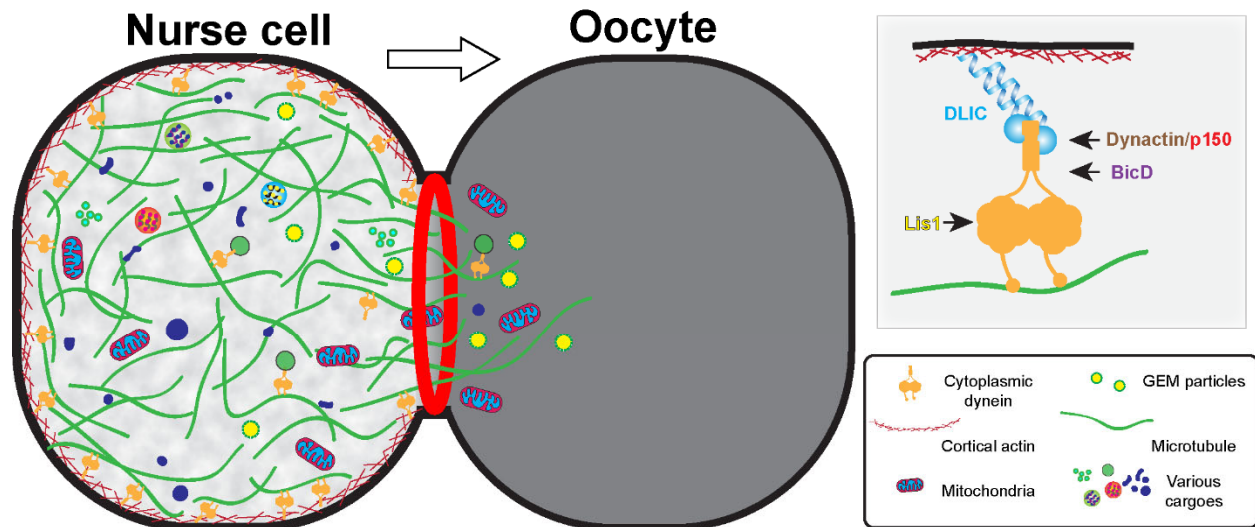 Nurse cell
Oocyte
DLIC
Dynactin/p150
BicD
Lis1
Cytoplasmic
dynein
GEM particles
Cortical actin
Microtubule
Mitochondria
Various
cargoes